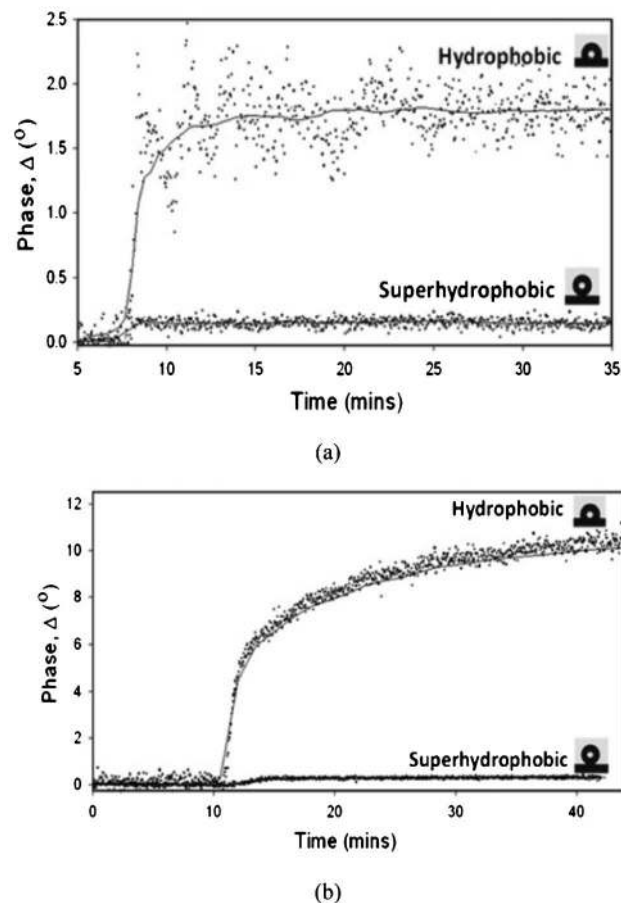 2.5
2.0
1.5
1.0
0.5
0.0
Phase, Δ (°)
Hydrophobic
Superhydrophobic
5 10 15 20 25 30 35
Time (mins)
(a)
12
10
8
6
4
2
0
Phase, Δ (°)
Hydrophobic
Superhydrophobic
0 10 20 30 40
Time (mins)
(b)